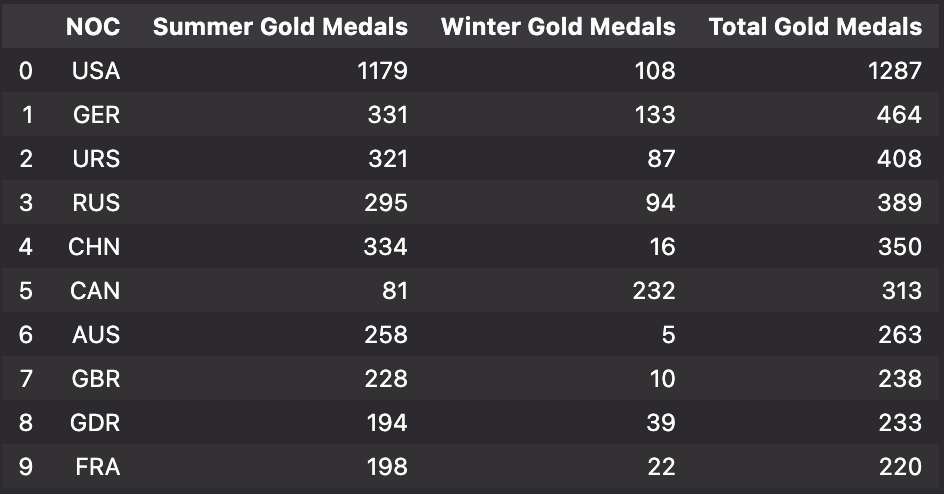 NOC Summer Gold Medals Winter Gold Medals Total Gold Medals
0 USA 1179 108 1287
1 GER 331 133 464
2 URS 321 87 408
3 RUS 295 94 389
4 CHN 334 16 350
5 CAN 81 232 313
6 AUS 258 5 263
7 GBR 228 10 238
8 GDR 194 39 233
9 FRA 198 22 220